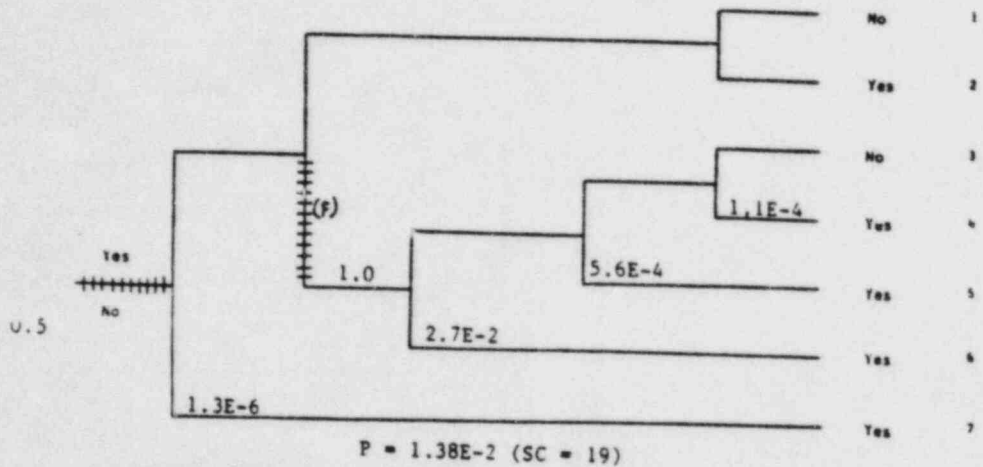 No 1
Yes 2
No 3
(F)
1.1E-4 Yes 4
Yes
1.0
5.6E-4 Yes 5
No
0.5
2.7E-2 Yes 6
1.3E-6 Yes 7
P = 1.38E-2 (SC = 19)